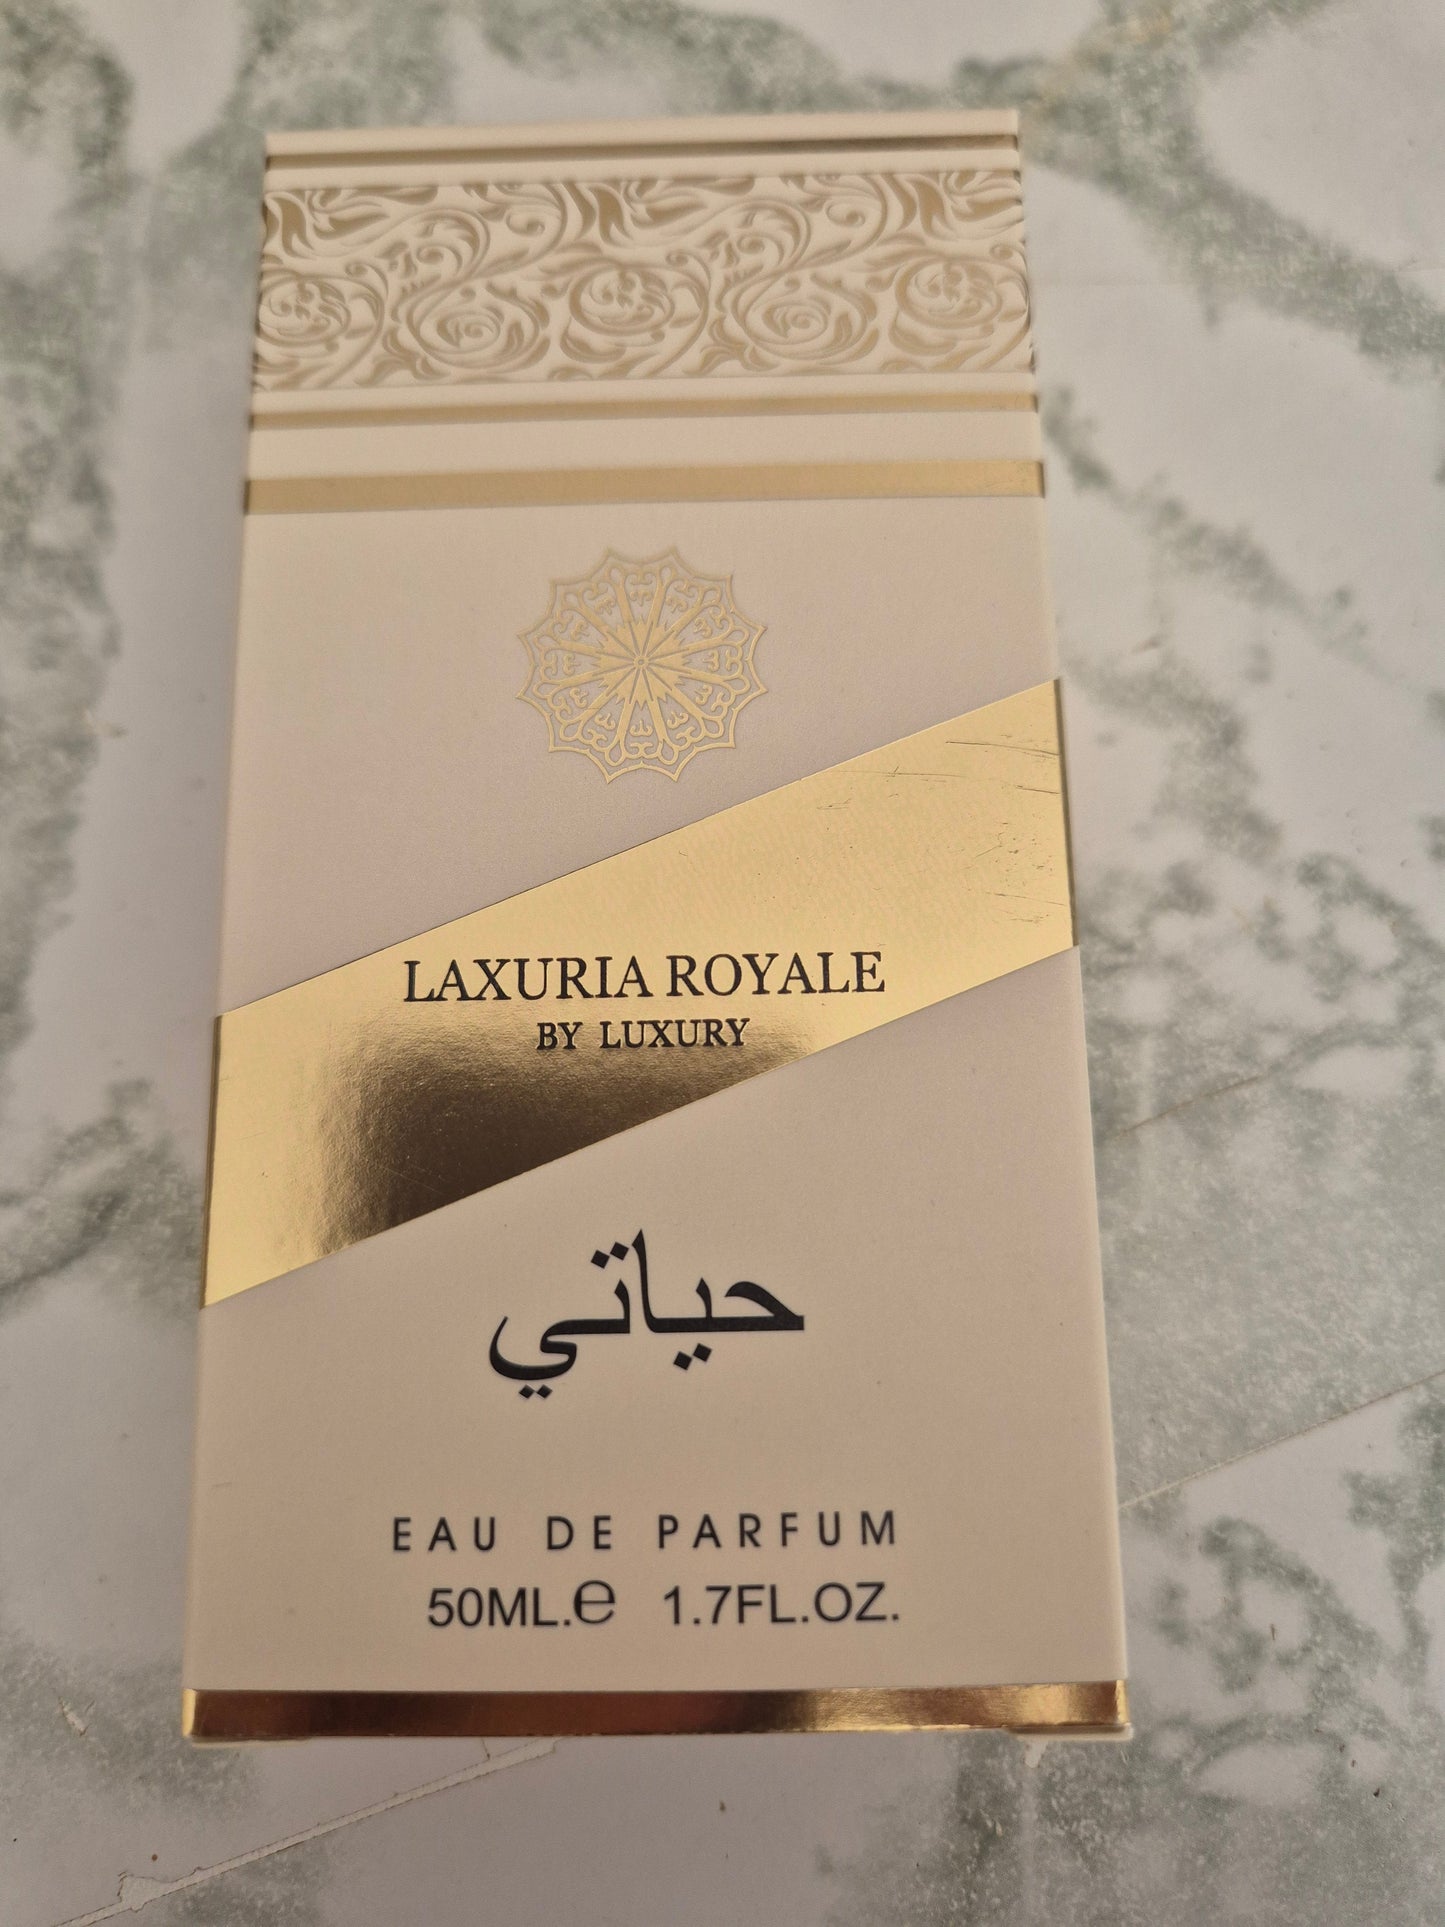 LAXURIA ROYALE
BY LUXURY
حياتي
EAU DE PARFUM
50ML.℮ 1.7FL.OZ.